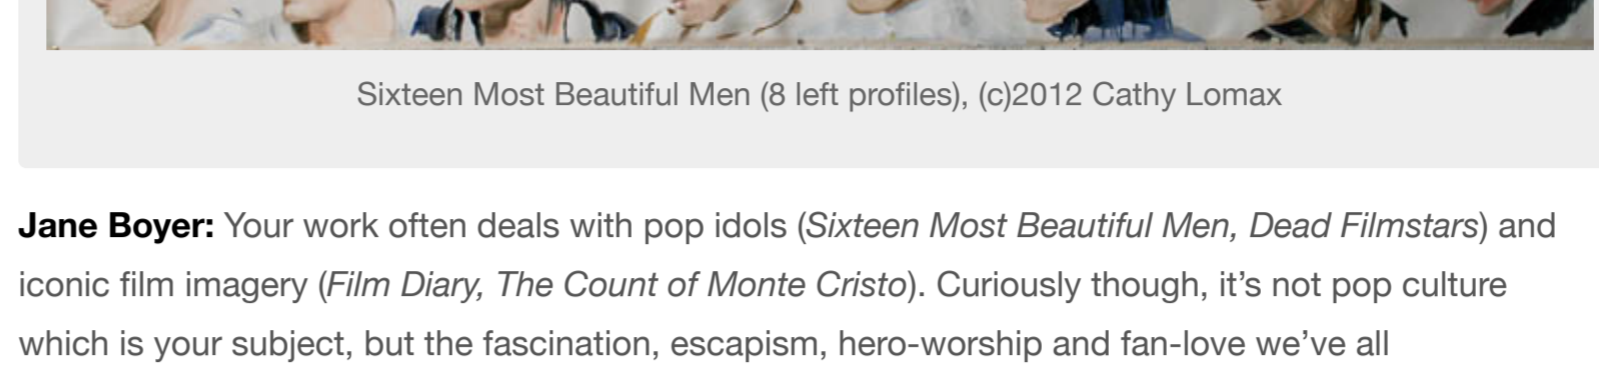 Sixteen Most Beautiful Men (8 left profiles), (c)2012 Cathy Lomax
Jane Boyer: Your work often deals with pop idols (Sixteen Most Beautiful Men, Dead Filmstars) and
iconic film imagery (Film Diary, The Count of Monte Cristo). Curiously though, it’s not pop culture
which is your subject, but the fascination, escapism, hero-worship and fan-love we’ve all